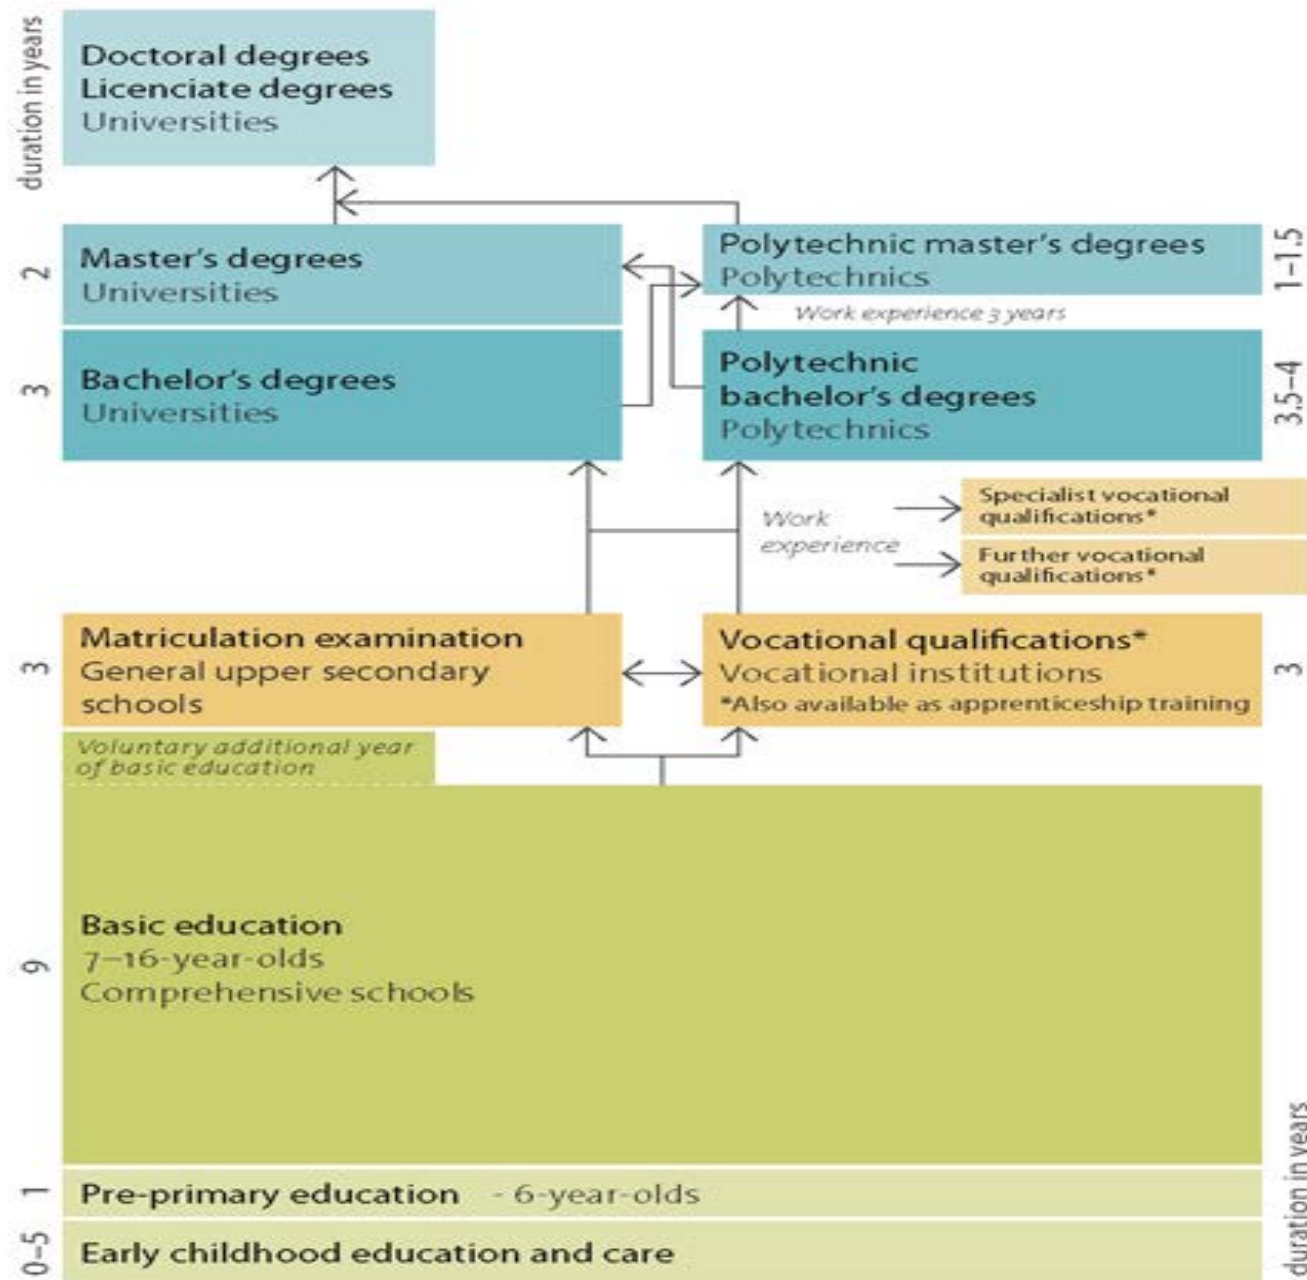 duration in years
Doctoral degrees
Licenciate degrees
Universities
2
Master's degrees
Universities
Polytechnic master's degrees
Polytechnics
1–1.5
Work experience 3 years
3
Bachelor's degrees
Universities
Polytechnic
bachelor's degrees
Polytechnics
3.5–4
Work
experience
Specialist vocational
qualifications*
Further vocational
qualifications*
3
Matriculation examination
General upper secondary
schools
Vocational qualifications*
Vocational institutions
*Also available as apprenticeship training
3
Voluntary additional year
of basic education
9
Basic education
7–16-year-olds
Comprehensive schools
1
Pre-primary education - 6-year-olds
0–5
Early childhood education and care
duration in years